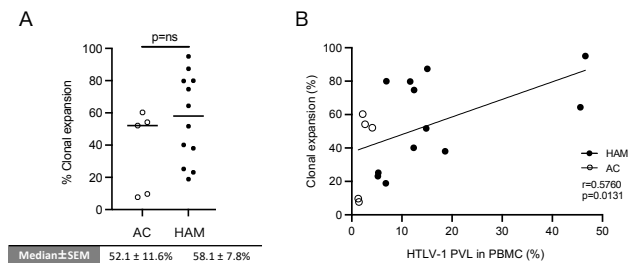 A
p=ns
100
80
60
40
20
0
% Clonal expansion
AC HAM
Median±SEM 52.1 ± 11.6% 58.1 ± 7.8%
B
100
80
60
40
20
0
Clonal expansion (%)
HAM
AC
r=0.5760
p=0.0131
0 10 20 30 40 50
HTLV-1 PVL in PBMC (%)